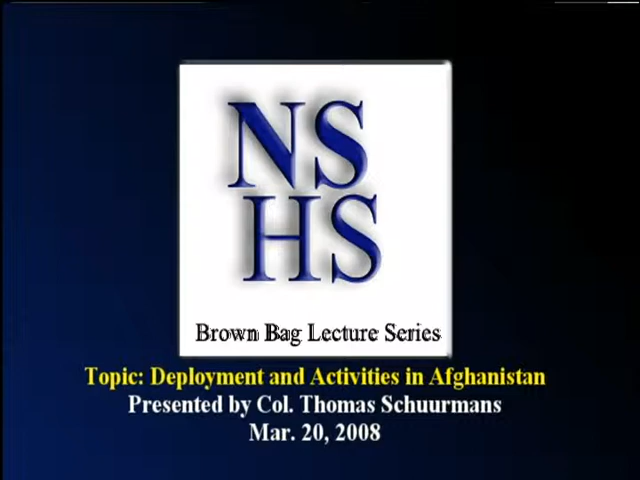 NS
HS
Brown Bag Lecture Series
Topic: Deployment and Activities in Afghanistan
Presented by Col. Thomas Schuurmans
Mar. 20, 2008